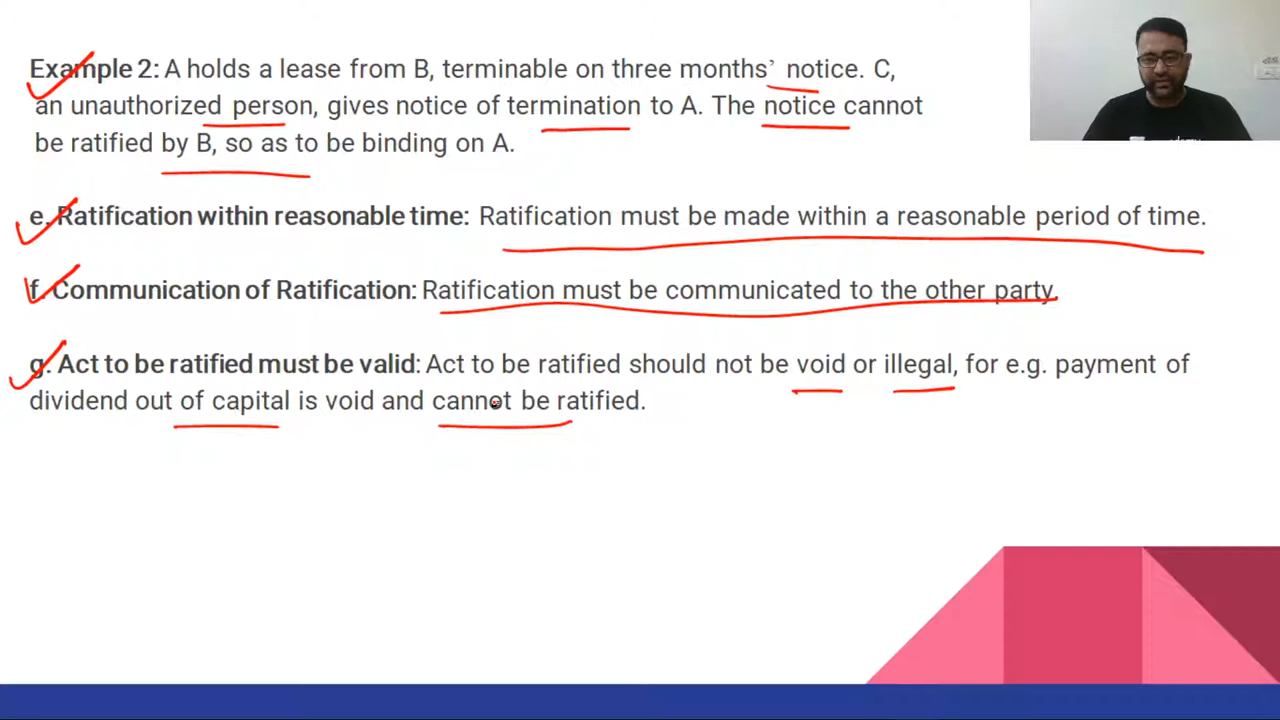 Example 2: A holds a lease from B, terminable on three months’ notice. C,
an unauthorized person, gives notice of termination to A. The notice cannot
be ratified by B, so as to be binding on A.
e. Ratification within reasonable time: Ratification must be made within a reasonable period of time.
f. Communication of Ratification: Ratification must be communicated to the other party.
g. Act to be ratified must be valid: Act to be ratified should not be void or illegal, for e.g. payment of
dividend out of capital is void and cannot be ratified.